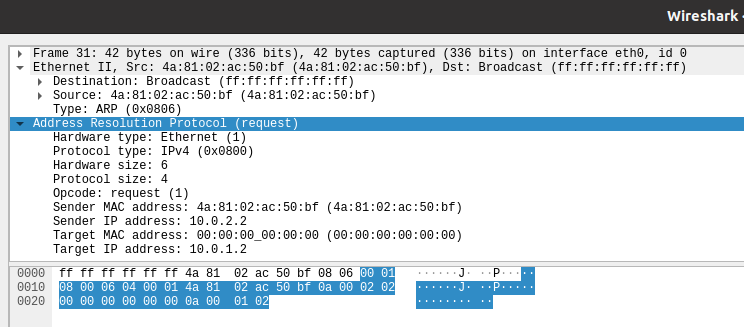 Wireshark ·
Frame 31: 42 bytes on wire (336 bits), 42 bytes captured (336 bits) on interface eth0, id 0
Ethernet II, Src: 4a:81:02:ac:50:bf (4a:81:02:ac:50:bf), Dst: Broadcast (ff:ff:ff:ff:ff:ff)
Destination: Broadcast (ff:ff:ff:ff:ff:ff)
Source: 4a:81:02:ac:50:bf (4a:81:02:ac:50:bf)
Type: ARP (0x0806)
Address Resolution Protocol (request)
Hardware type: Ethernet (1)
Protocol type: IPv4 (0x0800)
Hardware size: 6
Protocol size: 4
Opcode: request (1)
Sender MAC address: 4a:81:02:ac:50:bf (4a:81:02:ac:50:bf)
Sender IP address: 10.0.2.2
Target MAC address: 00:00:00_00:00:00 (00:00:00:00:00:00)
Target IP address: 10.0.1.2
0000 ff ff ff ff ff ff 4a 81 02 ac 50 bf 08 06 00 01 ······J· ··P·····
0010 08 00 06 04 00 01 4a 81 02 ac 50 bf 0a 00 02 02 ······J· ··P·····
0020 00 00 00 00 00 00 0a 00 01 02 ········ ··